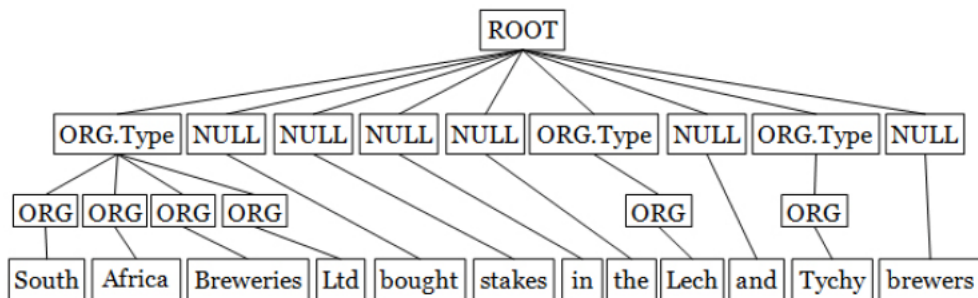 ROOT
ORG.Type NULL NULL NULL NULL ORG.Type NULL ORG.Type NULL
ORG ORG ORG ORG ORG ORG
South Africa Breweries Ltd bought stakes in the Lech and Tychy brewers